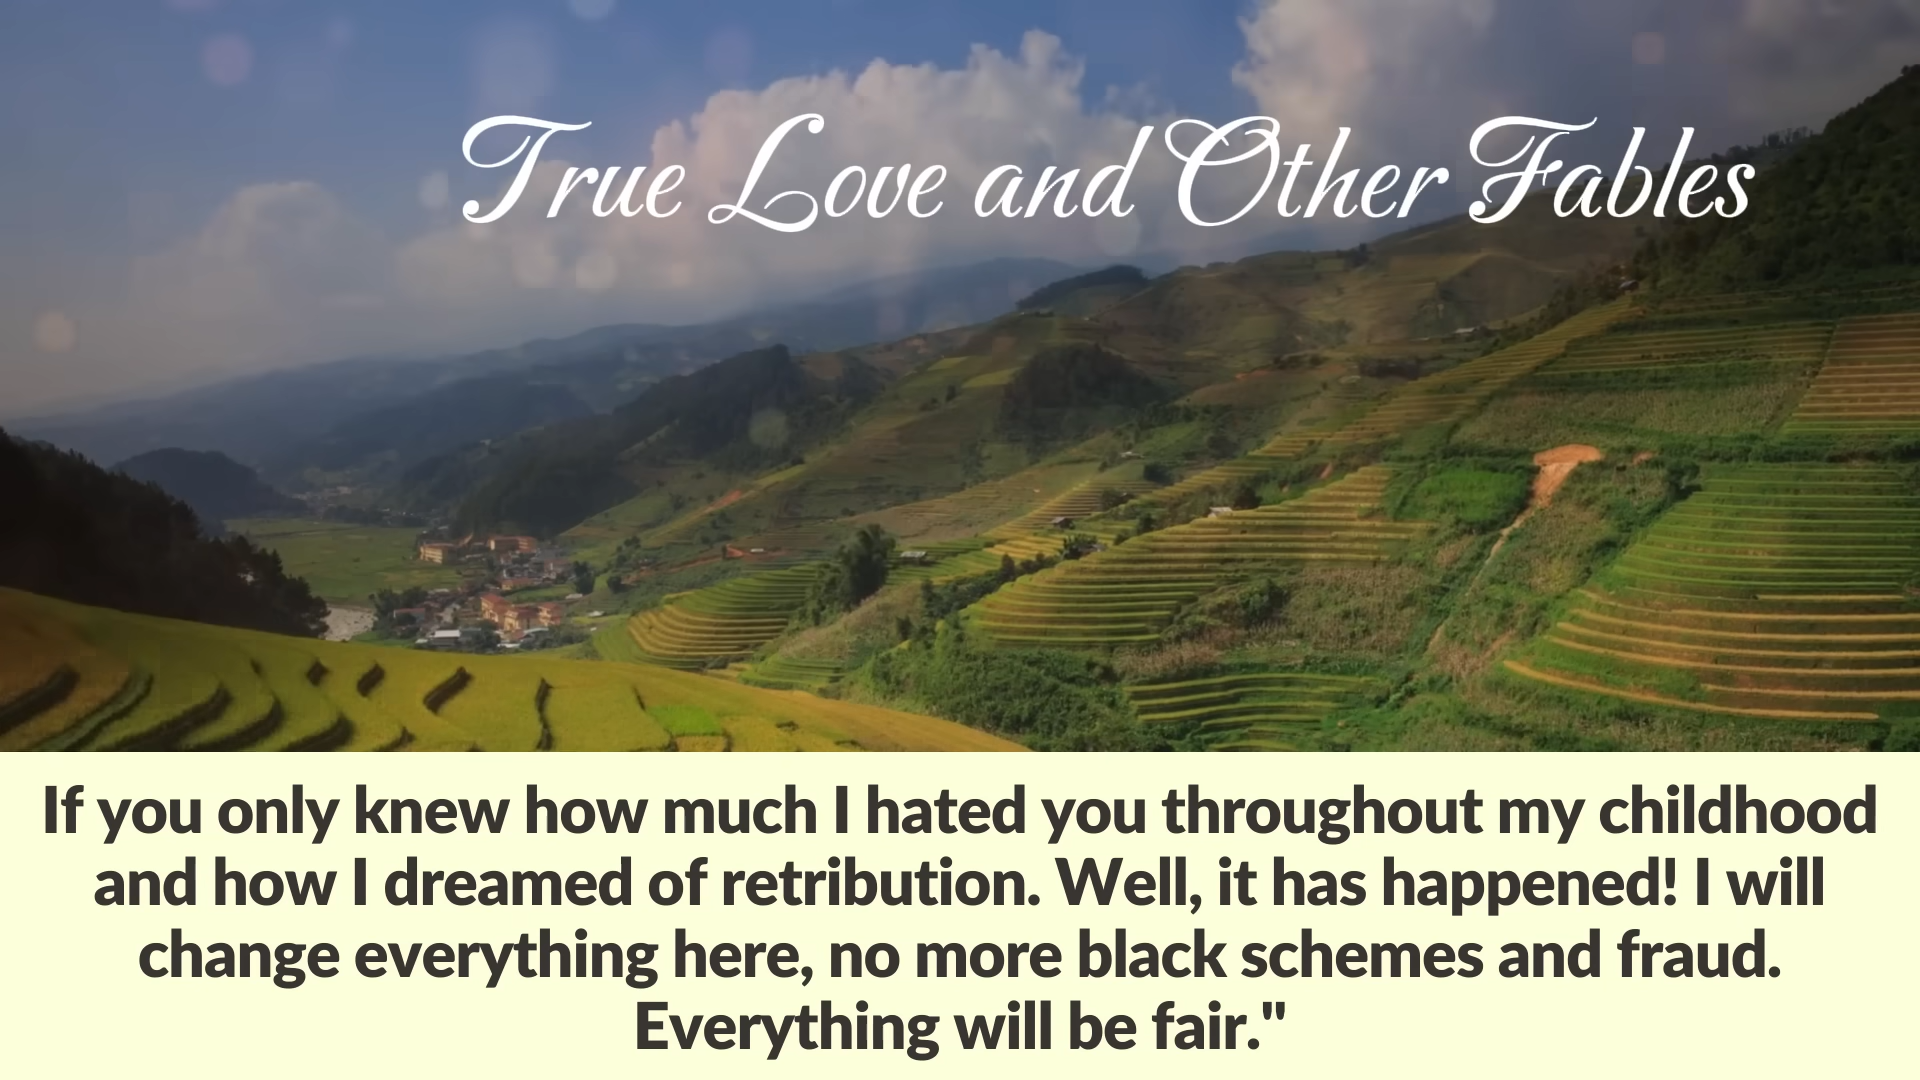 True Love and Other Fables
If you only knew how much I hated you throughout my childhood
and how I dreamed of retribution. Well, it has happened! I will
change everything here, no more black schemes and fraud.
Everything will be fair."